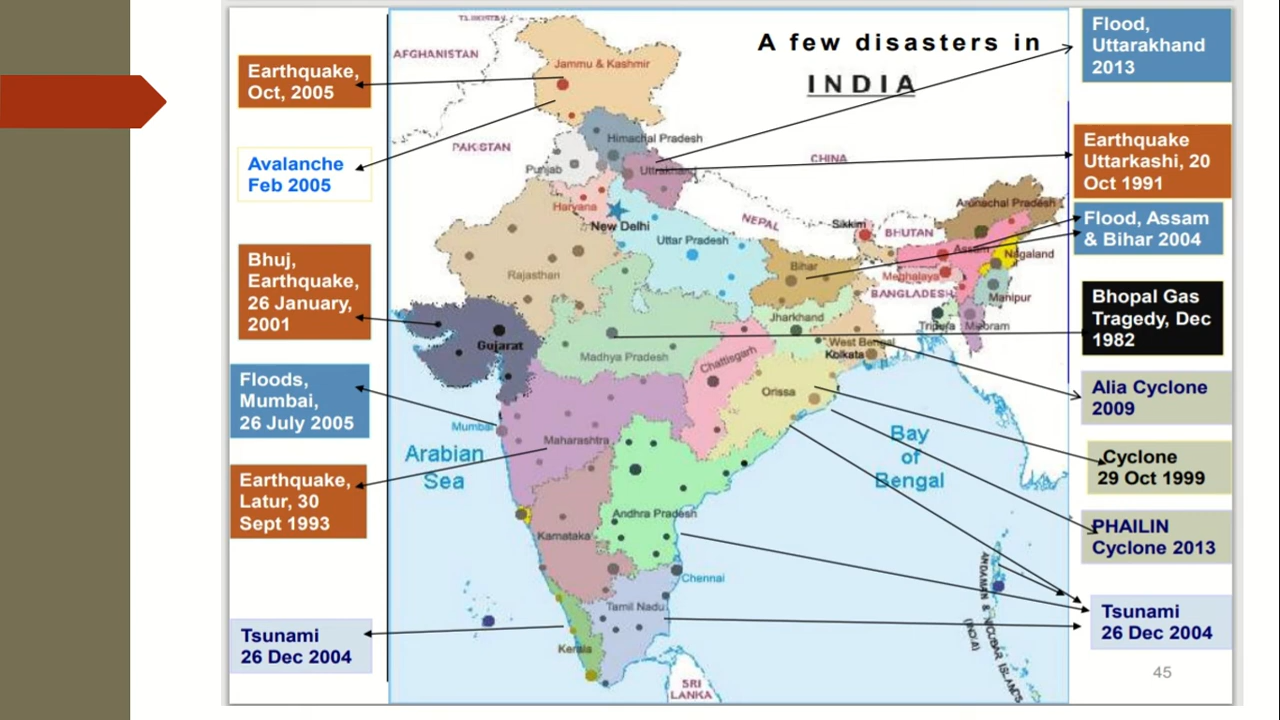 A few disasters in
INDIA
Earthquake,
Oct, 2005
Avalanche
Feb 2005
Bhuj,
Earthquake,
26 January,
2001
Floods,
Mumbai,
26 July 2005
Earthquake,
Latur, 30
Sept 1993
Tsunami
26 Dec 2004
AFGHANISTAN
Jammu & Kashmir
PAKISTAN
Himachal Pradesh
Punjab
Uttrakhand
CHINA
Haryana
New Delhi
NEPAL
Sikkim
BHUTAN
Arunachal Pradesh
Uttar Pradesh
Assam
Nagaland
Rajasthan
Bihar
Meghalaya
BANGLADESH
Manipur
Jharkhand
Tripura
Mizoram
Gujarat
Madhya Pradesh
Chattisgarh
West Bengal
Kolkata
Orissa
Mumbai
Maharashtra
Arabian
Sea
Bay
of
Bengal
Andhra Pradesh
Karnataka
Chennai
Tamil Nadu
Kerala
SRI
LANKA
ANDAMAN & NICOBAR ISLANDS
(INDIA)
Flood,
Uttarakhand
2013
Earthquake
Uttarkashi, 20
Oct 1991
Flood, Assam
& Bihar 2004
Bhopal Gas
Tragedy, Dec
1982
Alia Cyclone
2009
Cyclone
29 Oct 1999
PHAILIN
Cyclone 2013
Tsunami
26 Dec 2004
45